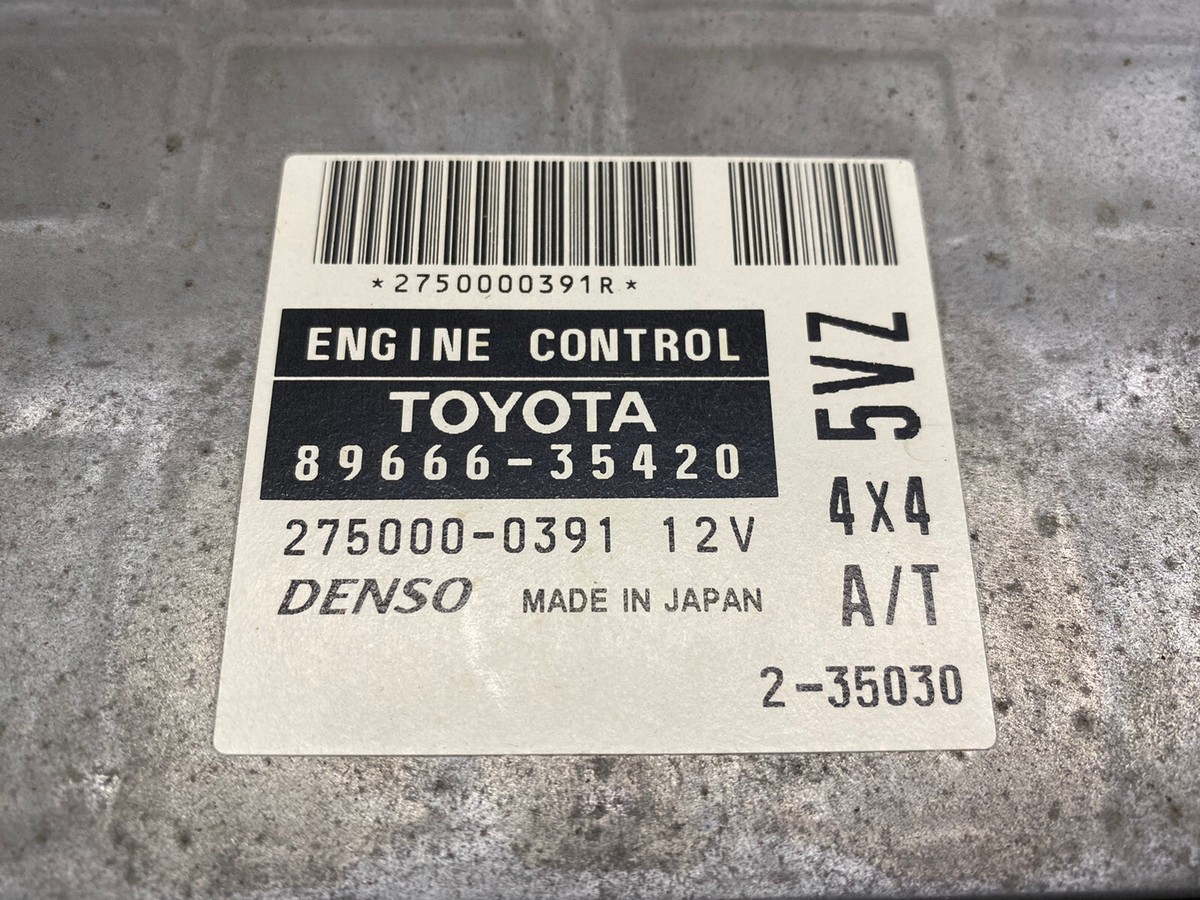 *2750000391R*
ENGINE CONTROL
TOYOTA
89666-35420
275000-0391 12V
DENSO MADE IN JAPAN
5VZ
4X4
A/T
2-35030